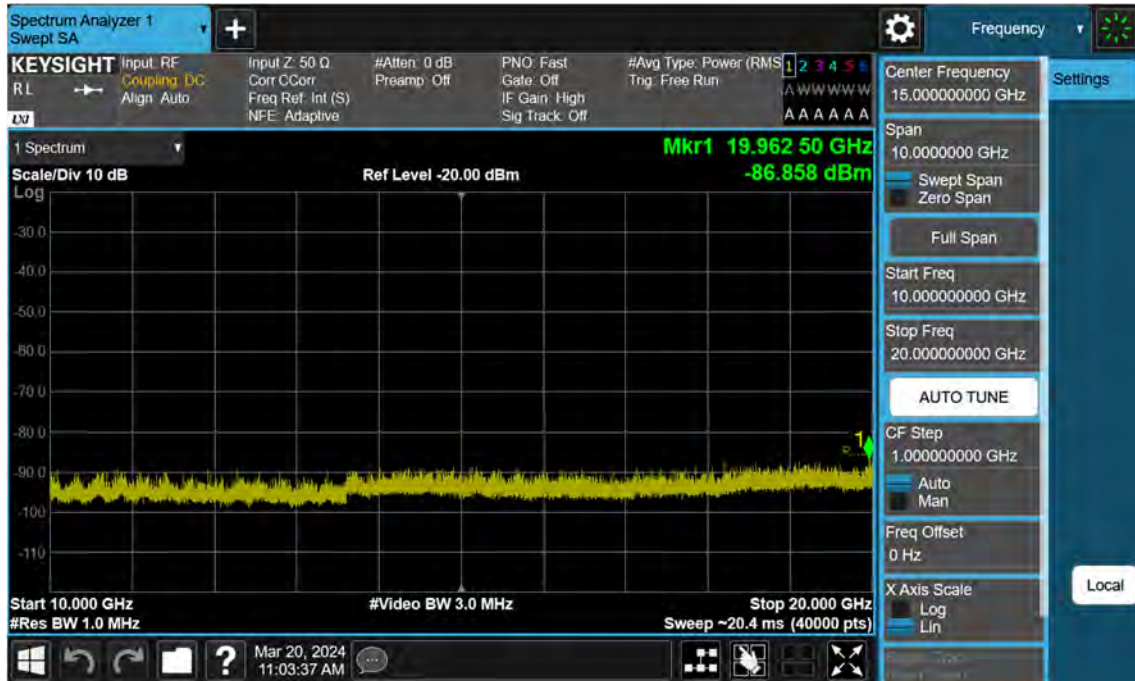 Spectrum Analyzer 1
Swept SA
+
Frequency
KEYSIGHT
RL
LXI
Input: RF
Coupling: DC
Align: Auto
Input Z: 50 Ω
Corr CCorr
Freq Ref: Int (S)
NFE: Adaptive
#Atten: 0 dB
Preamp: Off
PNO: Fast
Gate: Off
IF Gain: High
Sig Track: Off
#Avg Type: Power (RMS
Trig: Free Run
1 2 3 4 5 6
A W W W W W
A A A A A A
Center Frequency
15.000000000 GHz
Settings
1 Spectrum
Mkr1 19.962 50 GHz
-86.858 dBm
Scale/Div 10 dB
Ref Level -20.00 dBm
Log
-30.0
-40.0
-50.0
-60.0
-70.0
-80.0
-90.0
-100
-110
1
Span
10.0000000 GHz
Swept Span
Zero Span
Full Span
Start Freq
10.000000000 GHz
Stop Freq
20.000000000 GHz
AUTO TUNE
CF Step
1.000000000 GHz
Auto
Man
Freq Offset
0 Hz
X Axis Scale
Log
Lin
Local
Start 10.000 GHz
#Video BW 3.0 MHz
Stop 20.000 GHz
#Res BW 1.0 MHz
Sweep ~20.4 ms (40000 pts)
?
Mar 20, 2024
11:03:37 AM